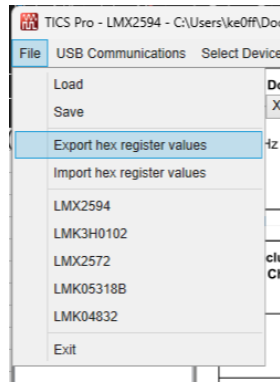 TICS Pro - LMX2594 - C:\Users\ke0ff\Doc
File USB Communications Select Device
Load
Save
Export hex register values
Import hex register values
LMX2594
LMK3H0102
LMX2572
LMK05318B
LMK04832
Exit